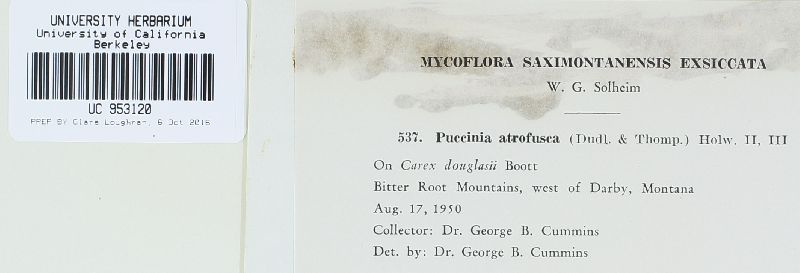 UNIVERSITY HERBARIUM
University of California
Berkeley
UC 953120
PREP BY Clare Loughran, 6 Oct 2016
MYCOFLORA SAXIMONTANENSIS EXSICCATA
W. G. Solheim
537. Puccinia atrofusca (Dudl. & Thomp.) Holw. II, III
On Carex douglasii Boott
Bitter Root Mountains, west of Darby, Montana
Aug. 17, 1950
Collector: Dr. George B. Cummins
Det. by: Dr. George B. Cummins